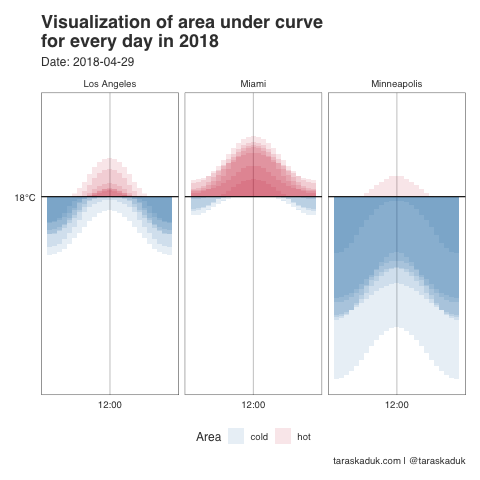 Visualization of area under curve
for every day in 2018
Date: 2018-04-29
Los Angeles
Miami
Minneapolis
18°C
12:00
12:00
12:00
Area
cold
hot
taraskaduk.com | @taraskaduk